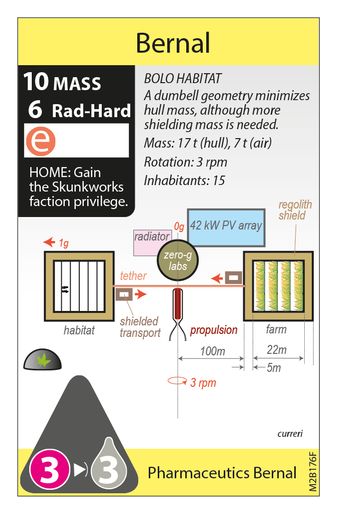 Bernal
10 MASS
6 Rad-Hard
e
HOME: Gain
the Skunkworks
faction privilege.
BOLO HABITAT
A dumbell geometry minimizes
hull mass, although more
shielding mass is needed.
Mass: 17 t (hull), 7 t (air)
Rotation: 3 rpm
Inhabitants: 15
regolith
shield
radiator
0g
42 kW PV array
1g
zero-g
labs
tether
habitat
shielded
transport
propulsion
farm
100m
22m
5m
3 rpm
curreri
3
3
Pharmaceutics Bernal
M2B176F